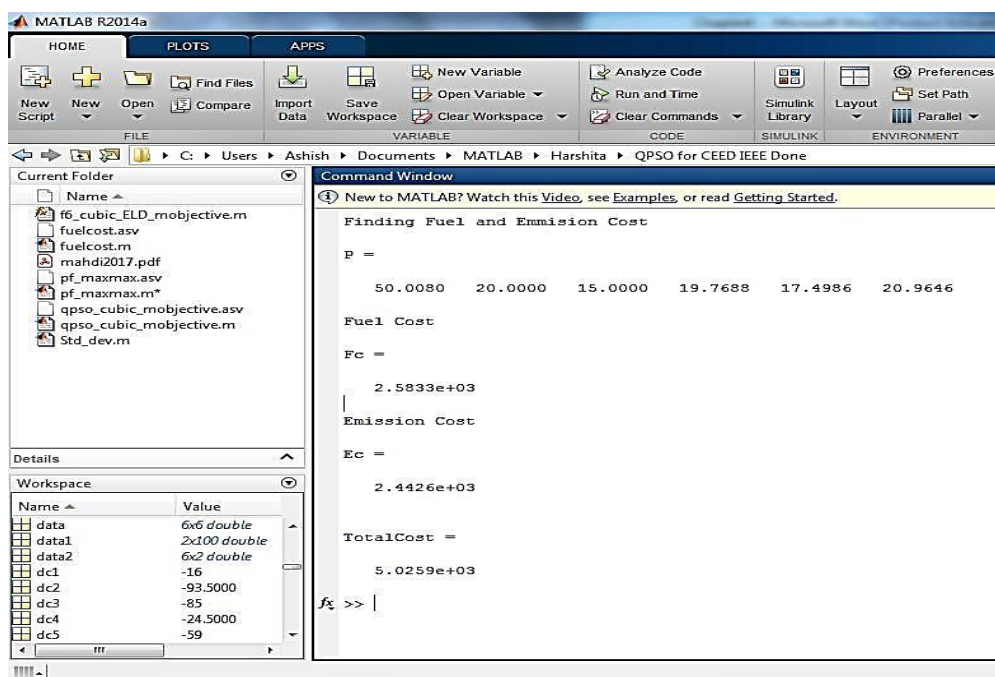 MATLAB R2014a
HOME PLOTS APPS
New Script
New
Open
Find Files
Compare
Import Data
Save Workspace
New Variable
Open Variable
Clear Workspace
Analyze Code
Run and Time
Clear Commands
Simulink Library
Layout
Preferences
Set Path
Parallel
FILE VARIABLE CODE SIMULINK ENVIRONMENT
C: Users Ashish Documents MATLAB Harshita QPSO for CEED IEEE Done
Current Folder
Name
f6_cubic_ELD_mobjective.m
fuelcost.asv
fuelcost.m
mahdi2017.pdf
pf_maxmax.asv
pf_maxmax.m*
qpso_cubic_mobjective.asv
qpso_cubic_mobjective.m
Std_dev.m
Details
Workspace
Name Value
data 6x6 double
data1 2x100 double
data2 6x2 double
dc1 -16
dc2 -93.5000
dc3 -85
dc4 -24.5000
dc5 -59
Command Window
New to MATLAB? Watch this Video, see Examples, or read Getting Started.
Finding Fuel and Emmision Cost
P =
50.0080 20.0000 15.0000 19.7688 17.4986 20.9646
Fuel Cost
Fc =
2.5833e+03
Emission Cost
Ec =
2.4426e+03
TotalCost =
5.0259e+03
fx >>